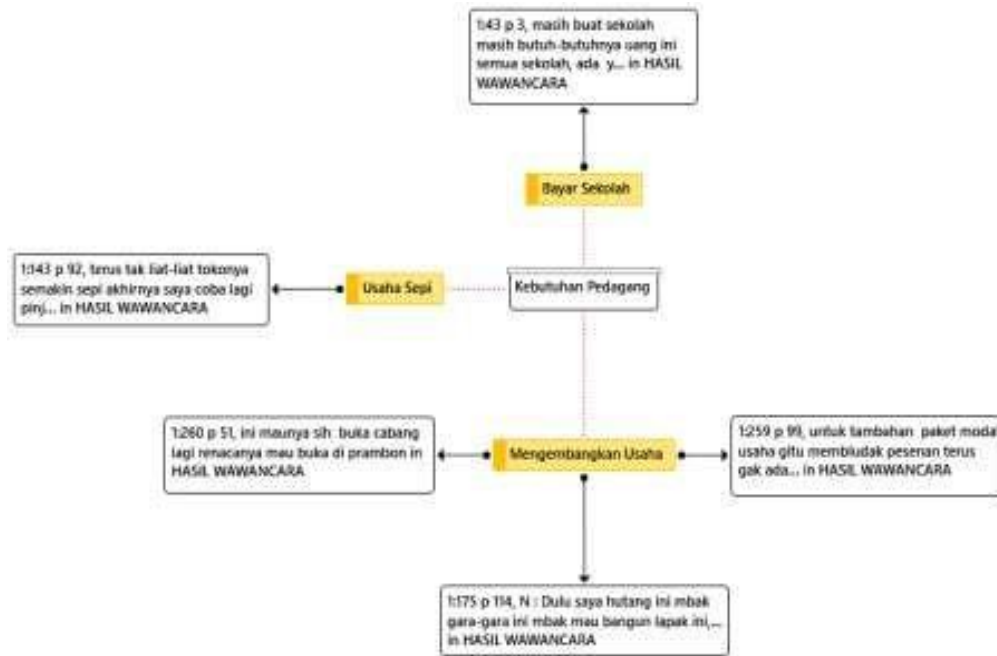 1:43 p 3, masih buat sekolah
masih butuh-butuhnya uang ini
semua sekolah, ada y... in HASIL
WAWANCARA
Bayar Sekolah
1:143 p 92, terus tak liat-liat tokonya
semakin sepi akhirnya saya coba lagi
pinj... in HASIL WAWANCARA
Usaha Sepi
Kebutuhan Pedagang
1:260 p 51, ini maunya sih buka cabang
lagi renacanya mau buka di prambon in
HASIL WAWANCARA
Mengembangkan Usaha
1:259 p 99, untuk tambahan paket modal
usaha gitu membludak pesenan terus
gak ada... in HASIL WAWANCARA
1:175 p 114, N : Dulu saya hutang ini mbak
gara-gara ini mbak mau bangun lapak ini,...
in HASIL WAWANCARA